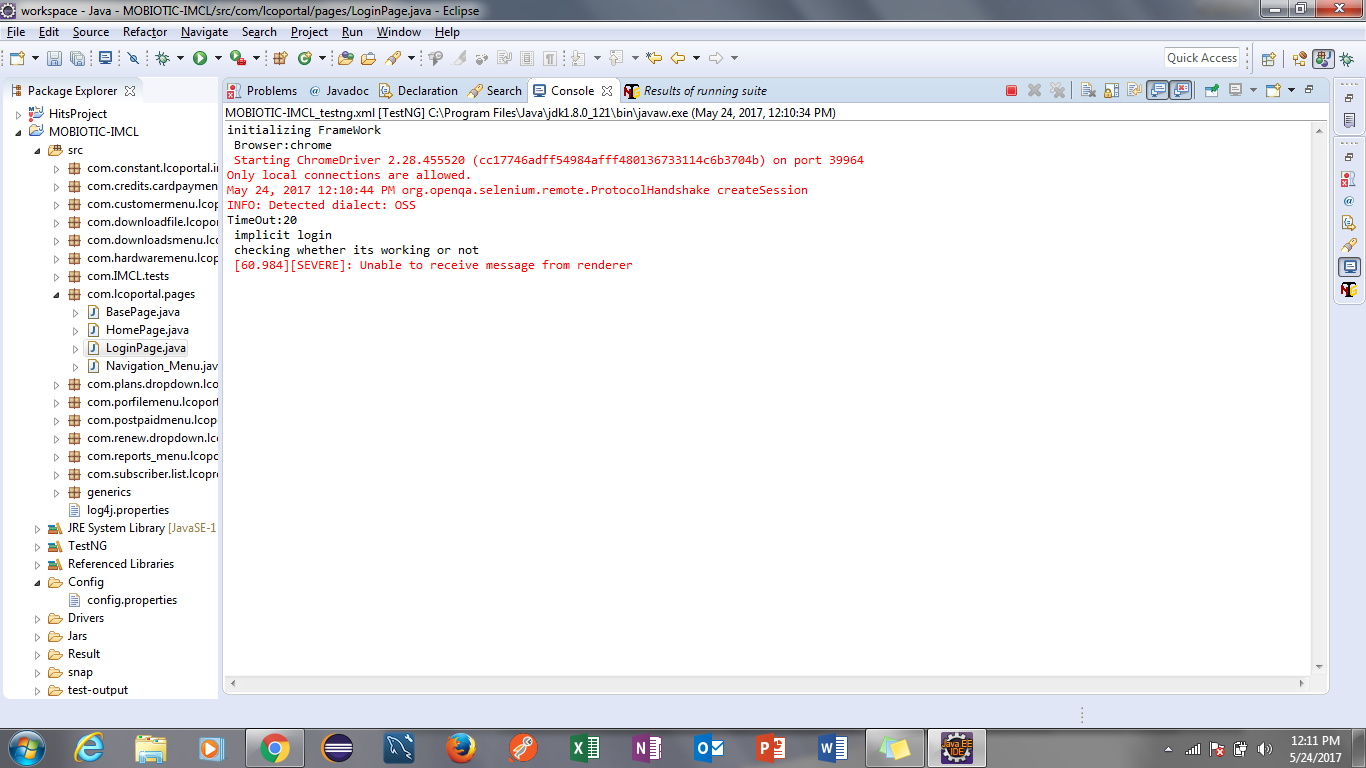 workspace - Java - MOBIOTIC-IMCL/src/com/lcoportal/pages/LoginPage.java - Eclipse
File Edit Source Refactor Navigate Search Project Run Window Help
Quick Access
Package Explorer
HitsProject
MOBIOTIC-IMCL
src
com.constant.lcoportal.ir
com.credits.cardpaymen
com.customermenu.lcop
com.downloadfile.lcopor
com.downloadsmenu.lco
com.hardwaremenu.lcop
com.IMCL.tests
com.lcoportal.pages
BasePage.java
HomePage.java
LoginPage.java
Navigation_Menu.jav
com.plans.dropdown.lco
com.porfilemenu.lcoport
com.postpaidmenu.lcop
com.renew.dropdown.lco
com.reports_menu.lcopo
com.subscriber.list.lcopro
generics
log4j.properties
JRE System Library [JavaSE-1
TestNG
Referenced Libraries
Config
config.properties
Drivers
Jars
Result
snap
test-output
Problems Javadoc Declaration Search Console Results of running suite
MOBIOTIC-IMCL_testng.xml [TestNG] C:\Program Files\Java\jdk1.8.0_121\bin\javaw.exe (May 24, 2017, 12:10:34 PM)
initializing FrameWork
Browser:chrome
Starting ChromeDriver 2.28.455520 (cc17746adff54984afff480136733114c6b3704b) on port 39964
Only local connections are allowed.
May 24, 2017 12:10:44 PM org.openqa.selenium.remote.ProtocolHandshake createSession
INFO: Detected dialect: OSS
TimeOut:20
implicit login
checking whether its working or not
[60.984][SEVERE]: Unable to receive message from renderer
Java EE
IDE
12:11 PM
5/24/2017